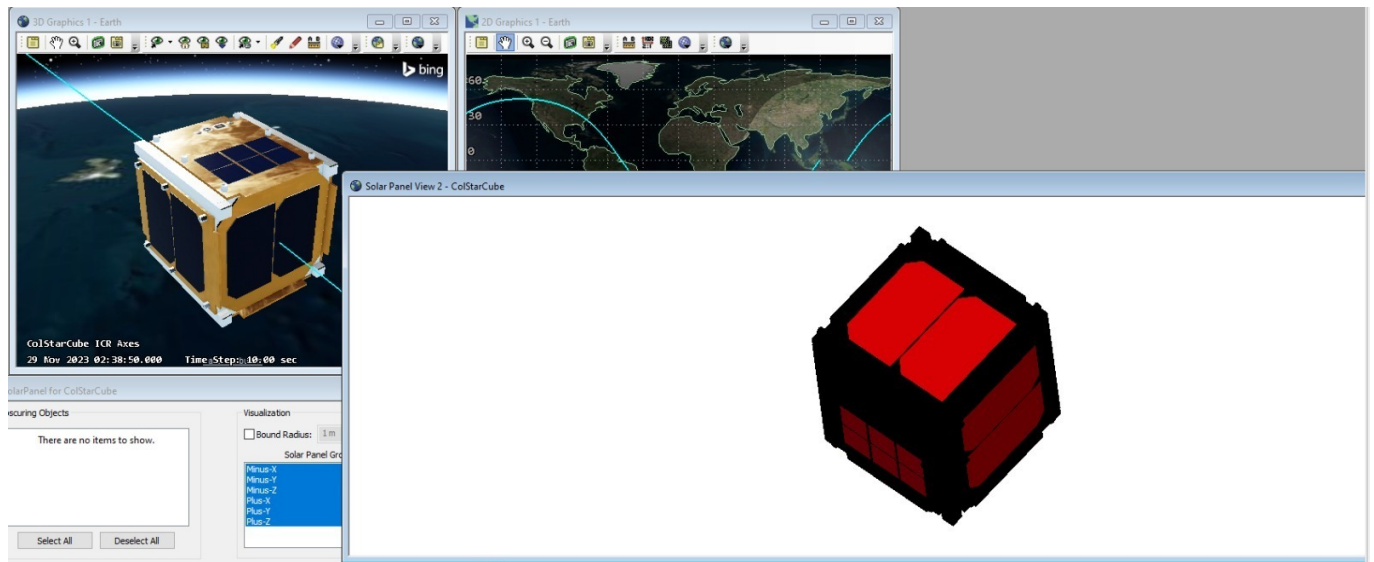 3D Graphics 1 - Earth
bing
ColStarCube ICR Axes
29 Nov 2023 02:38:50.000 Time Step: 10.00 sec
2D Graphics 1 - Earth
60
30
0
Solar Panel View 2 - ColStarCube
olarPanel for ColStarCube
bscuring Objects
There are no items to show.
Select All
Deselect All
Visualization
Bound Radius: 1 m
Solar Panel Gro
Minus-X
Minus-Y
Minus-Z
Plus-X
Plus-Y
Plus-Z